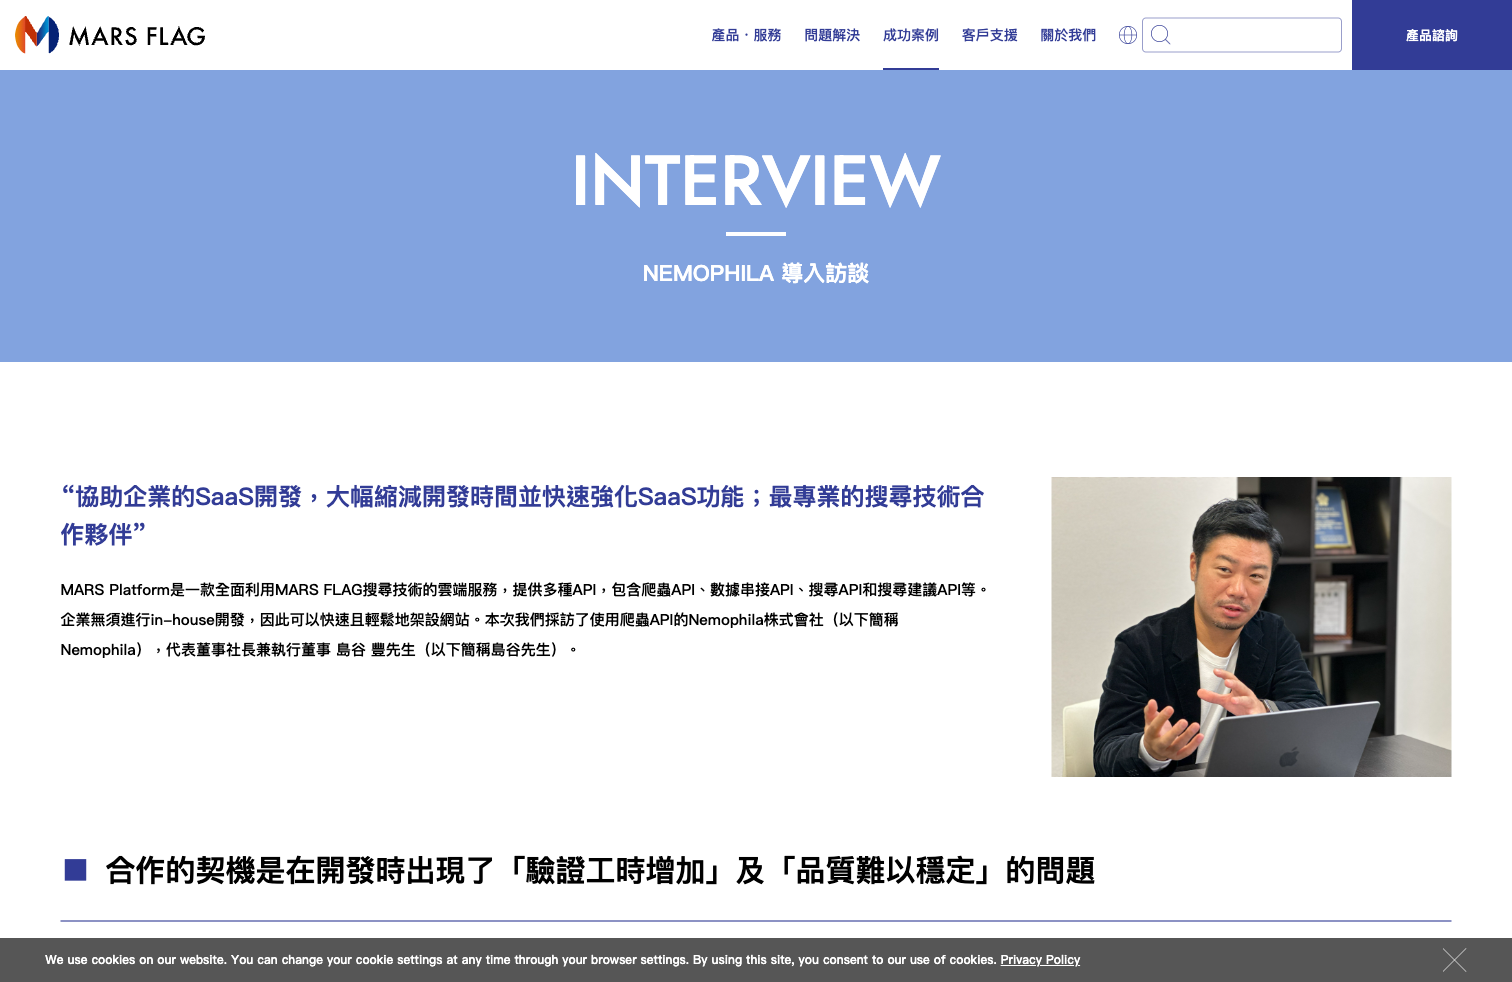 MARS FLAG
產品・服務 問題解決 成功案例 客戶支援 關於我們
產品諮詢
INTERVIEW
NEMOPHILA 導入訪談
“協助企業的SaaS開發，大幅縮減開發時間並快速強化SaaS功能；最專業的搜尋技術合
作夥伴”
MARS Platform是一款全面利用MARS FLAG搜尋技術的雲端服務，提供多種API，包含爬蟲API、數據串接API、搜尋API和搜尋建議API等。
企業無須進行in-house開發，因此可以快速且輕鬆地架設網站。本次我們採訪了使用爬蟲API的Nemophila株式會社（以下簡稱
Nemophila），代表董事社長兼執行董事 島谷 豐先生（以下簡稱島谷先生）。
合作的契機是在開發時出現了「驗證工時增加」及「品質難以穩定」的問題
We use cookies on our website. You can change your cookie settings at any time through your browser settings. By using this site, you consent to our use of cookies. Privacy Policy